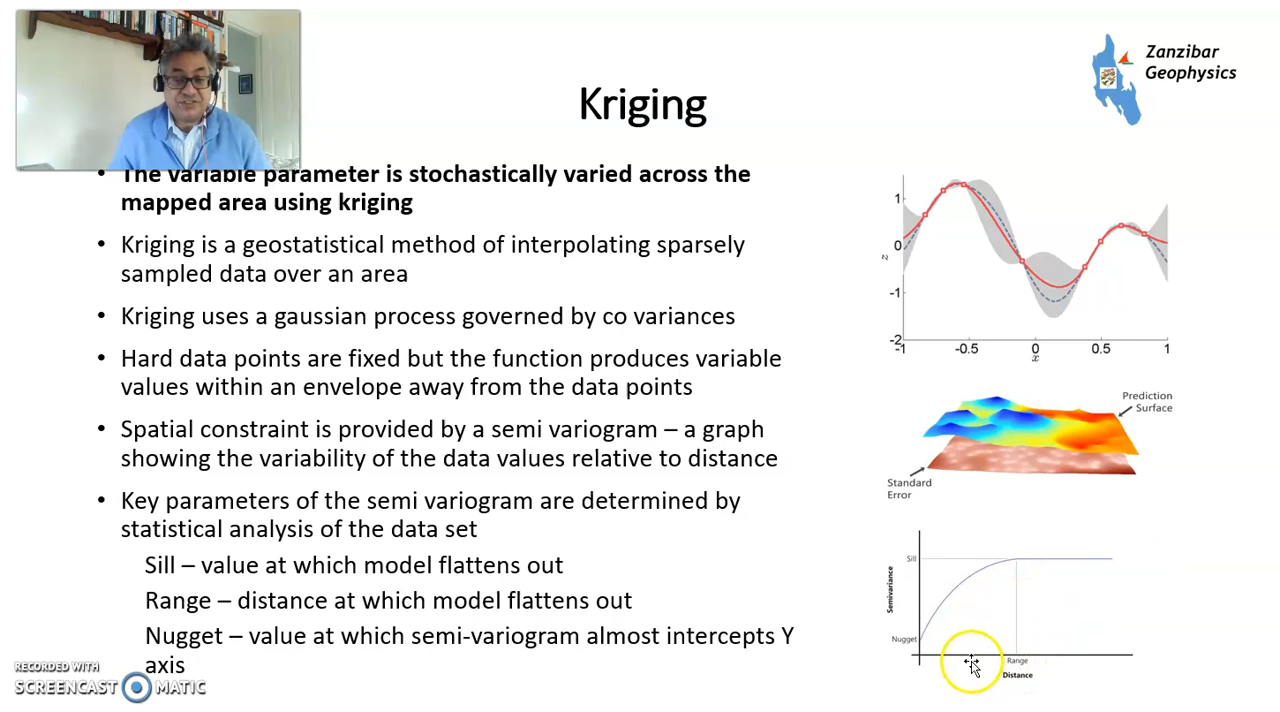 Zanzibar
Geophysics
Kriging
• The variable parameter is stochastically varied across the
mapped area using kriging
• Kriging is a geostatistical method of interpolating sparsely
sampled data over an area
• Kriging uses a gaussian process governed by co variances
• Hard data points are fixed but the function produces variable
values within an envelope away from the data points
• Spatial constraint is provided by a semi variogram – a graph
showing the variability of the data values relative to distance
• Key parameters of the semi variogram are determined by
statistical analysis of the data set
Sill – value at which model flattens out
Range – distance at which model flattens out
Nugget – value at which semi-variogram almost intercepts Y
axis
1
0
-1
-2
z
-1 -0.5 0 0.5 1
x
Prediction
Surface
Standard
Error
Sill
Semivariance
Nugget
Range
Distance
RECORDED WITH
SCREENCAST MATIC